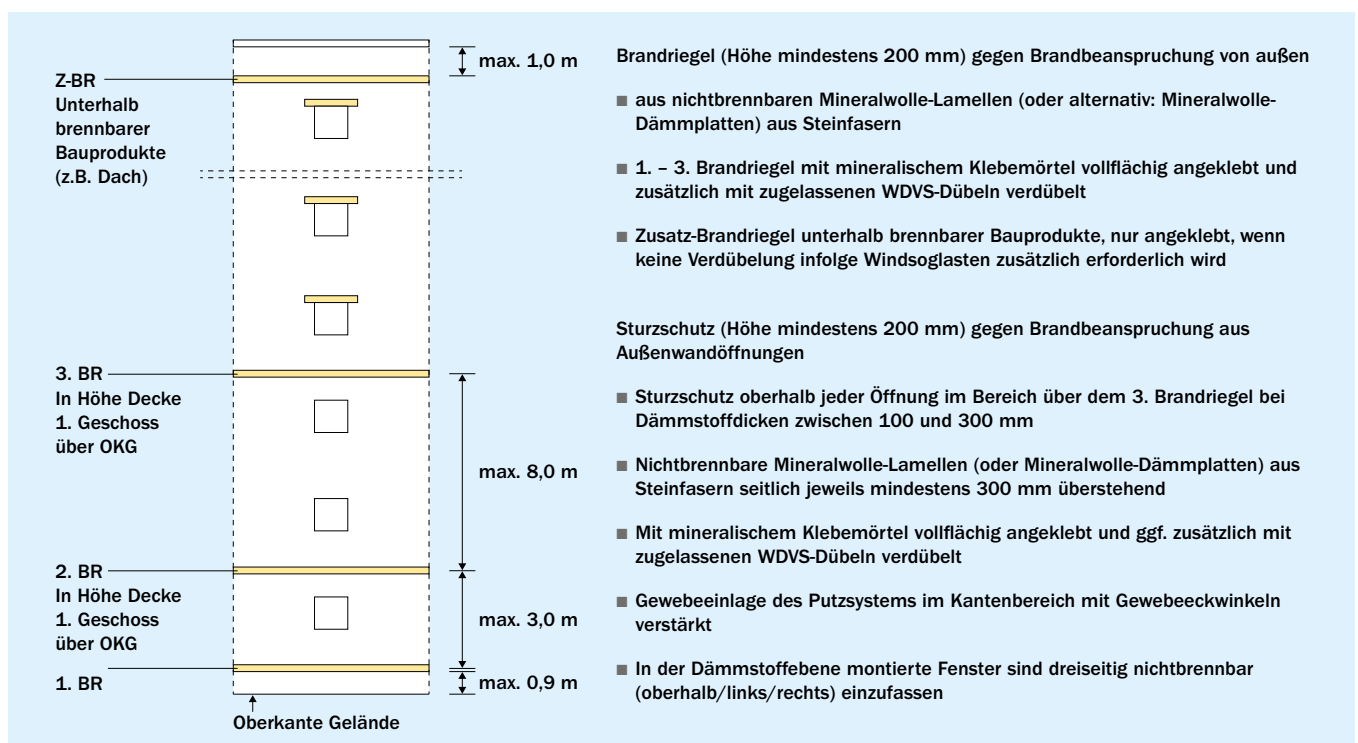 max. 1,0 m
Z-BR
Unterhalb
brennbarer
Bauprodukte
(z.B. Dach)
3. BR
In Höhe Decke
1. Geschoss
über OKG
max. 8,0 m
2. BR
In Höhe Decke
1. Geschoss
über OKG
max. 3,0 m
1. BR
max. 0,9 m
Oberkante Gelände
Brandriegel (Höhe mindestens 200 mm) gegen Brandbeanspruchung von außen
■ aus nichtbrennbaren Mineralwolle-Lamellen (oder alternativ: Mineralwolle-
Dämmplatten) aus Steinfasern
■ 1. – 3. Brandriegel mit mineralischem Klebemörtel vollflächig angeklebt und
zusätzlich mit zugelassenen WDVS-Dübeln verdübelt
■ Zusatz-Brandriegel unterhalb brennbarer Bauprodukte, nur angeklebt, wenn
keine Verdübelung infolge Windsoglasten zusätzlich erforderlich wird
Sturzschutz (Höhe mindestens 200 mm) gegen Brandbeanspruchung aus
Außenwandöffnungen
■ Sturzschutz oberhalb jeder Öffnung im Bereich über dem 3. Brandriegel bei
Dämmstoffdicken zwischen 100 und 300 mm
■ Nichtbrennbare Mineralwolle-Lamellen (oder Mineralwolle-Dämmplatten) aus
Steinfasern seitlich jeweils mindestens 300 mm überstehend
■ Mit mineralischem Klebemörtel vollflächig angeklebt und ggf. zusätzlich mit
zugelassenen WDVS-Dübeln verdübelt
■ Gewebeeinlage des Putzsystems im Kantenbereich mit Gewebeeckwinkeln
verstärkt
■ In der Dämmstoffebene montierte Fenster sind dreiseitig nichtbrennbar
(oberhalb/links/rechts) einzufassen